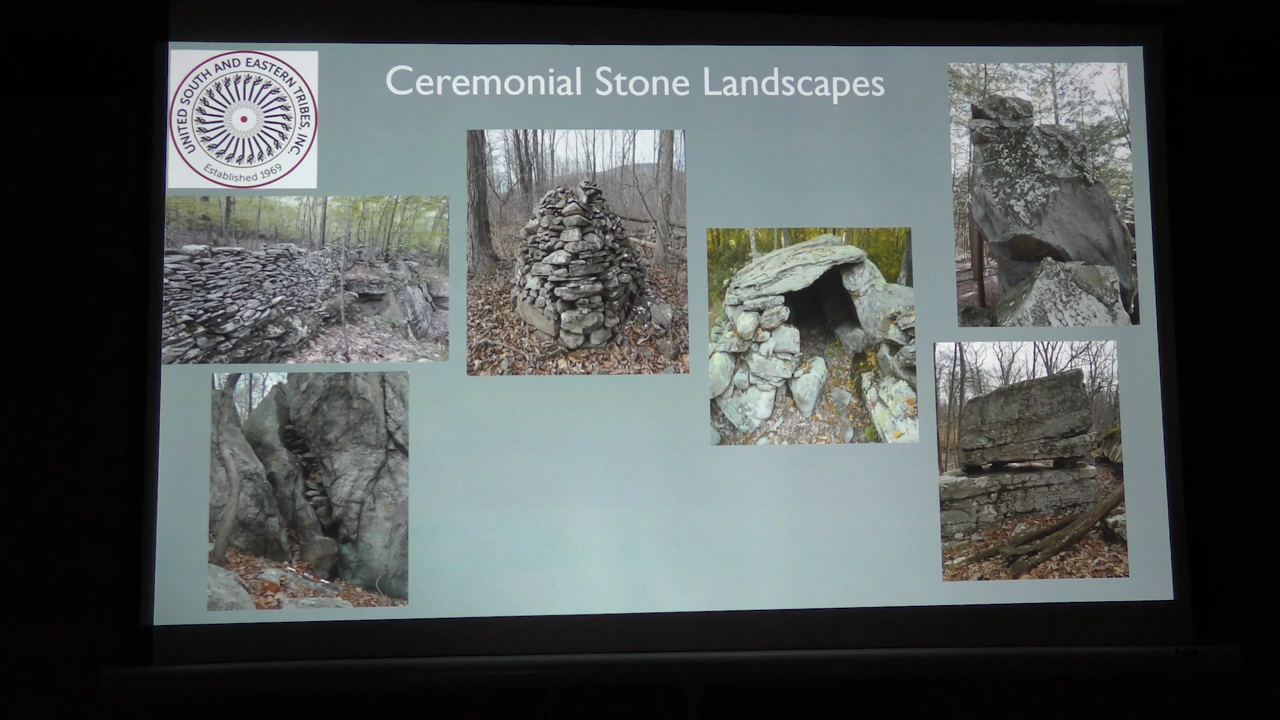 UNITED SOUTH AND EASTERN TRIBES, INC.
Established 1969
Ceremonial Stone Landscapes